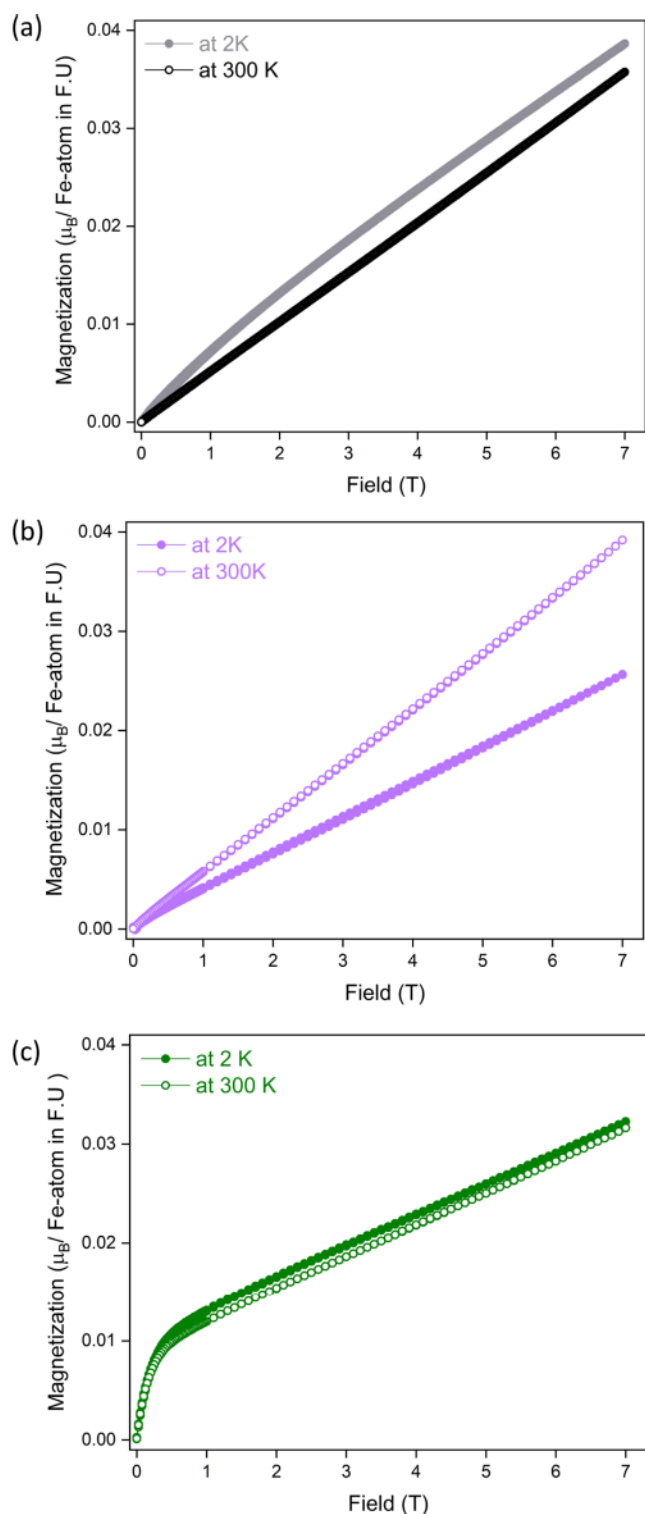 (a)
at 2K
at 300 K
0.04
0.03
0.02
0.01
0.00
Magnetization (μB/ Fe-atom in F.U)
0 1 2 3 4 5 6 7
Field (T)
(b)
at 2K
at 300K
0.04
0.03
0.02
0.01
0.00
Magnetization (μB/ Fe-atom in F.U)
0 1 2 3 4 5 6 7
Field (T)
(c)
at 2 K
at 300 K
0.04
0.03
0.02
0.01
0.00
Magnetization (μB/ Fe-atom in F.U )
0 1 2 3 4 5 6 7
Field (T)